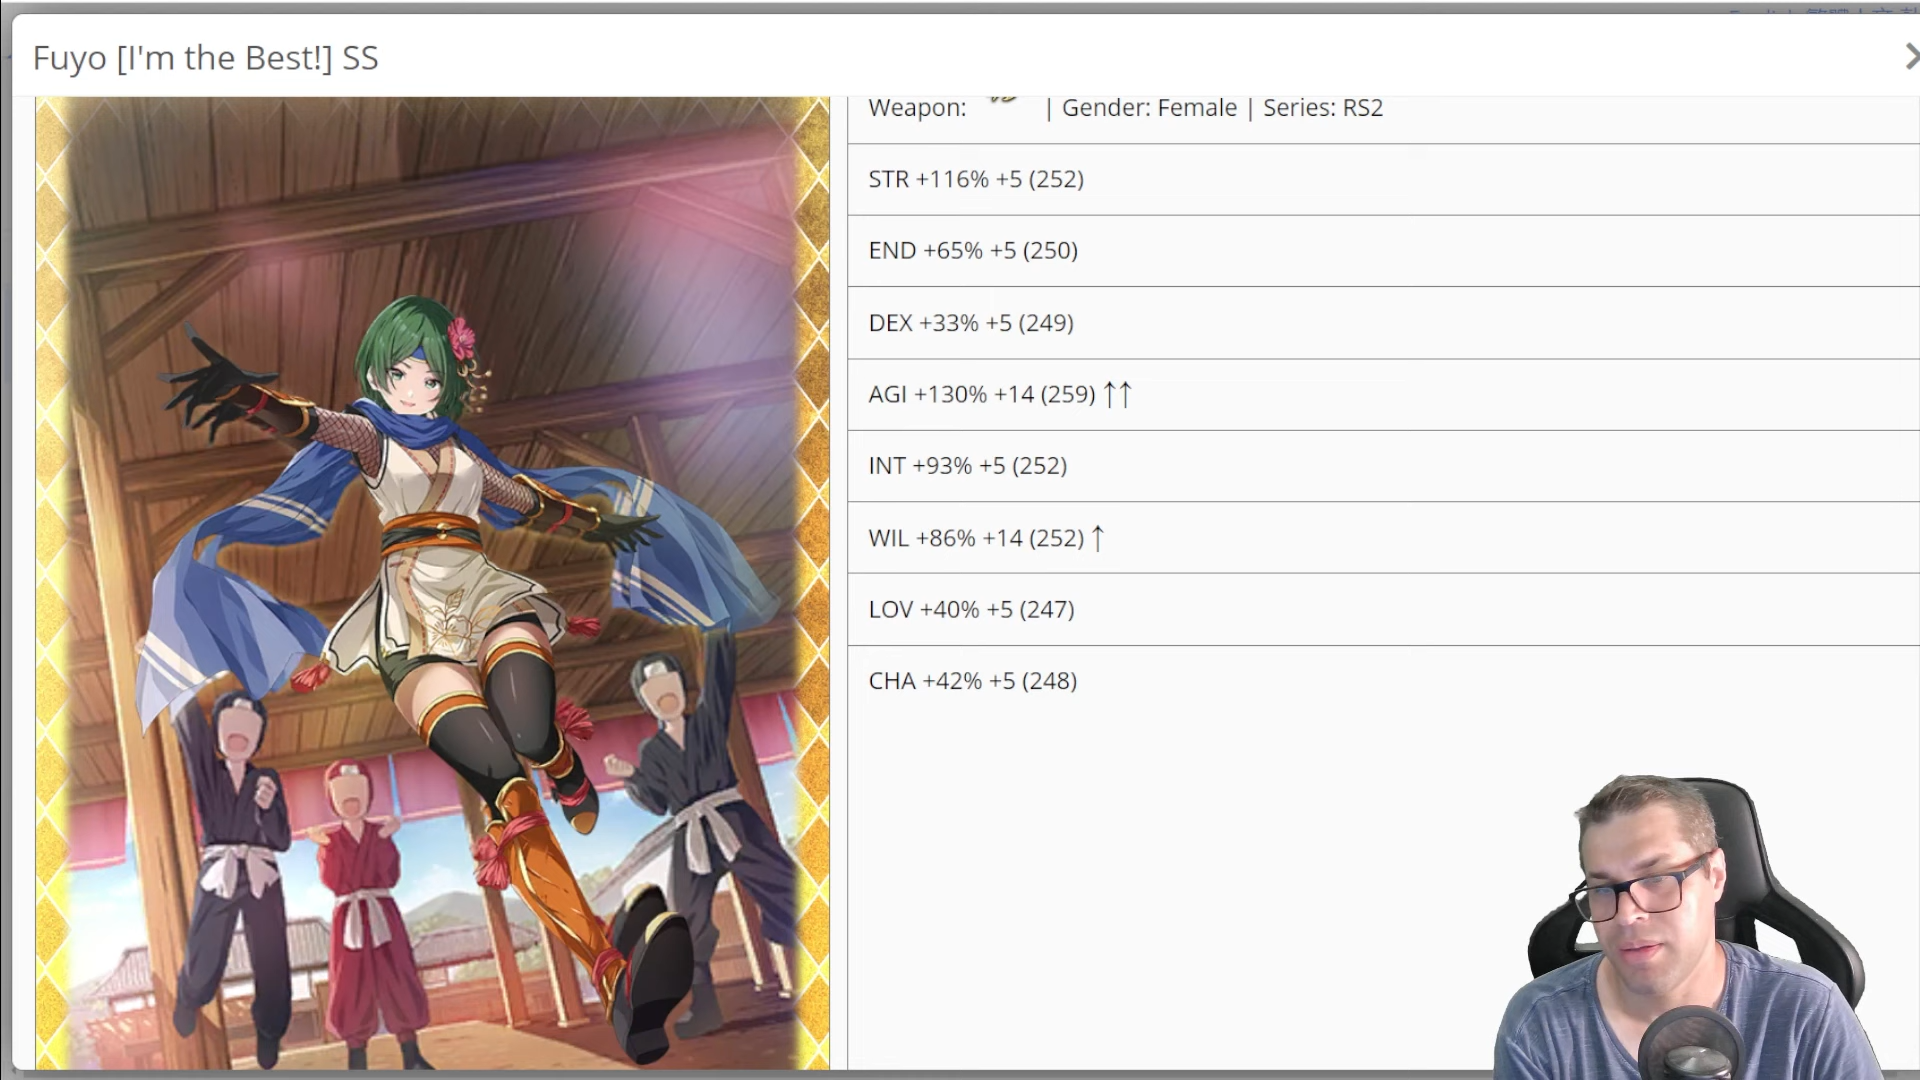 Fuyo [I'm the Best!] SS
Weapon: | Gender: Female | Series: RS2
STR +116% +5 (252)
END +65% +5 (250)
DEX +33% +5 (249)
AGI +130% +14 (259) ↑↑
INT +93% +5 (252)
WIL +86% +14 (252) ↑
LOV +40% +5 (247)
CHA +42% +5 (248)